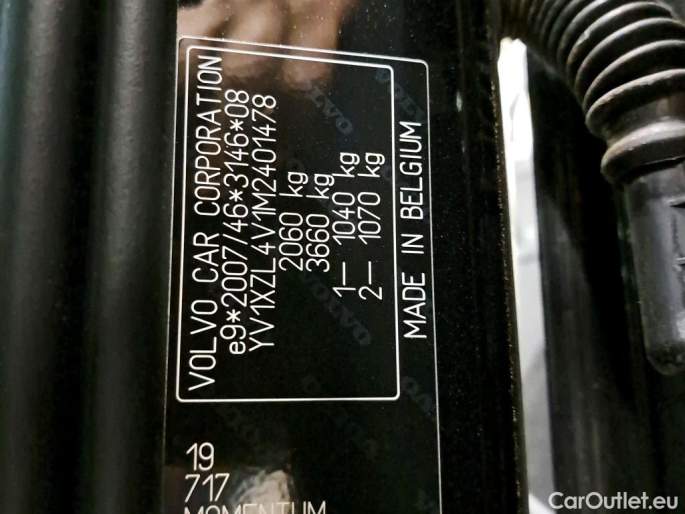 VOLVO CAR CORPORATION
e9*2007/46*3146*08
YV1XZL4V1M2401478
2060 kg
3660 kg
1– 1040 kg
2– 1070 kg
MADE IN BELGIUM
19
717
MOMENTUM
CarOutlet.eu